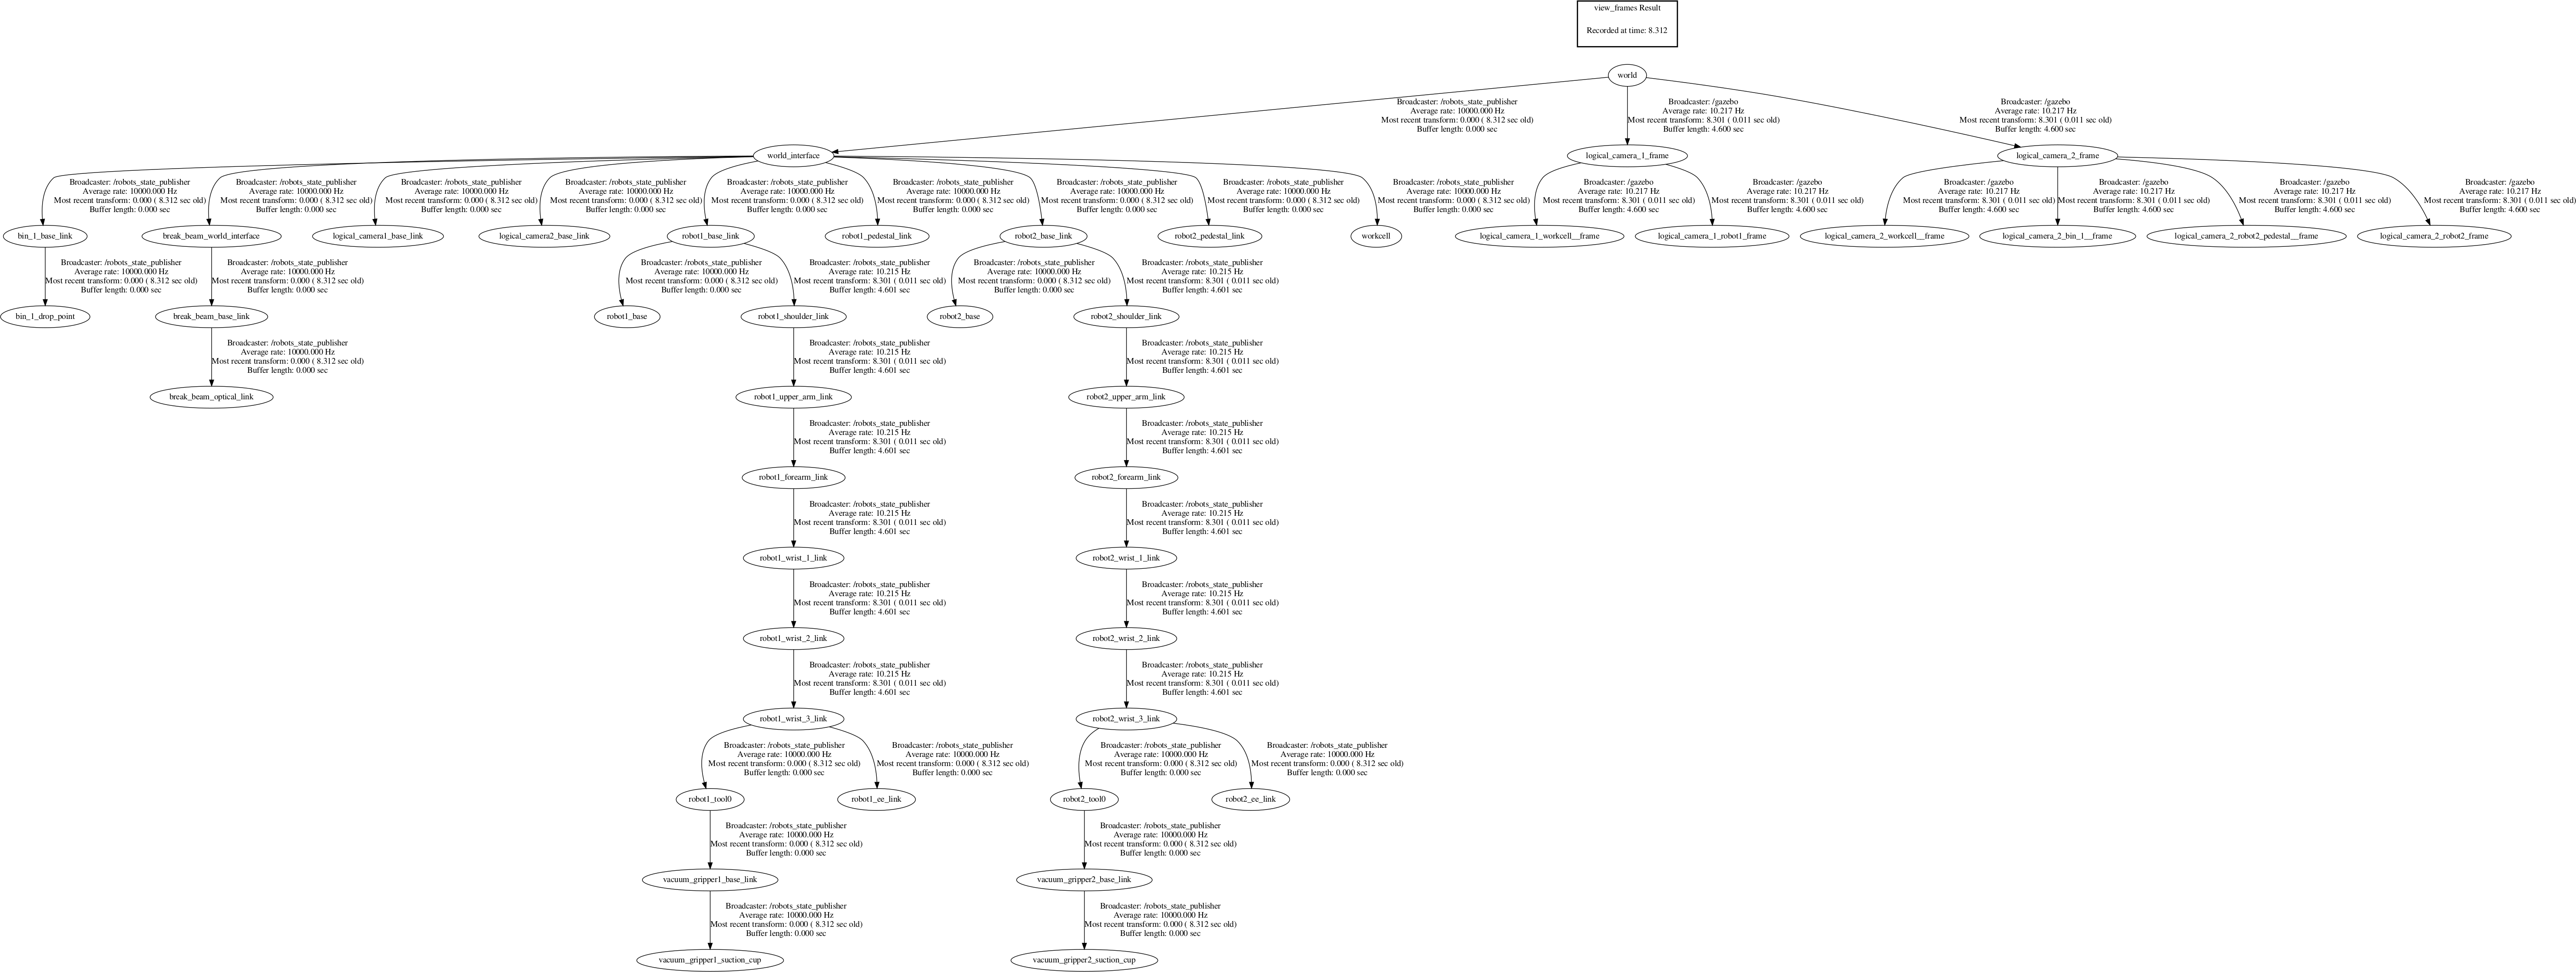 view_frames Result
Recorded at time: 8.312
world
Broadcaster: /robots_state_publisher
Average rate: 10000.000 Hz
Most recent transform: 0.000 ( 8.312 sec old)
Buffer length: 0.000 sec
Broadcaster: /gazebo
Average rate: 10.217 Hz
Most recent transform: 8.301 ( 0.011 sec old)
Buffer length: 4.600 sec
Broadcaster: /gazebo
Average rate: 10.217 Hz
Most recent transform: 8.301 ( 0.011 sec old)
Buffer length: 4.600 sec
world_interface
logical_camera_1_frame
logical_camera_2_frame
Broadcaster: /robots_state_publisher
Average rate: 10000.000 Hz
Most recent transform: 0.000 ( 8.312 sec old)
Buffer length: 0.000 sec
Broadcaster: /robots_state_publisher
Average rate: 10000.000 Hz
Most recent transform: 0.000 ( 8.312 sec old)
Buffer length: 0.000 sec
Broadcaster: /robots_state_publisher
Average rate: 10000.000 Hz
Most recent transform: 0.000 ( 8.312 sec old)
Buffer length: 0.000 sec
Broadcaster: /robots_state_publisher
Average rate: 10000.000 Hz
Most recent transform: 0.000 ( 8.312 sec old)
Buffer length: 0.000 sec
Broadcaster: /robots_state_publisher
Average rate: 10000.000 Hz
Most recent transform: 0.000 ( 8.312 sec old)
Buffer length: 0.000 sec
Broadcaster: /robots_state_publisher
Average rate: 10000.000 Hz
Most recent transform: 0.000 ( 8.312 sec old)
Buffer length: 0.000 sec
Broadcaster: /robots_state_publisher
Average rate: 10000.000 Hz
Most recent transform: 0.000 ( 8.312 sec old)
Buffer length: 0.000 sec
Broadcaster: /robots_state_publisher
Average rate: 10000.000 Hz
Most recent transform: 0.000 ( 8.312 sec old)
Buffer length: 0.000 sec
Broadcaster: /robots_state_publisher
Average rate: 10000.000 Hz
Most recent transform: 0.000 ( 8.312 sec old)
Buffer length: 0.000 sec
Broadcaster: /gazebo
Average rate: 10.217 Hz
Most recent transform: 8.301 ( 0.011 sec old)
Buffer length: 4.600 sec
Broadcaster: /gazebo
Average rate: 10.217 Hz
Most recent transform: 8.301 ( 0.011 sec old)
Buffer length: 4.600 sec
Broadcaster: /gazebo
Average rate: 10.217 Hz
Most recent transform: 8.301 ( 0.011 sec old)
Buffer length: 4.600 sec
Broadcaster: /gazebo
Average rate: 10.217 Hz
Most recent transform: 8.301 ( 0.011 sec old)
Buffer length: 4.600 sec
Broadcaster: /gazebo
Average rate: 10.217 Hz
Most recent transform: 8.301 ( 0.011 sec old)
Buffer length: 4.600 sec
Broadcaster: /gazebo
Average rate: 10.217 Hz
Most recent transform: 8.301 ( 0.011 sec old)
Buffer length: 4.600 sec
bin_1_base_link
break_beam_world_interface
logical_camera1_base_link
logical_camera2_base_link
robot1_base_link
robot1_pedestal_link
robot2_base_link
robot2_pedestal_link
workcell
logical_camera_1_workcell__frame
logical_camera_1_robot1_frame
logical_camera_2_workcell__frame
logical_camera_2_bin_1__frame
logical_camera_2_robot2_pedestal__frame
logical_camera_2_robot2_frame
Broadcaster: /robots_state_publisher
Average rate: 10000.000 Hz
Most recent transform: 0.000 ( 8.312 sec old)
Buffer length: 0.000 sec
Broadcaster: /robots_state_publisher
Average rate: 10000.000 Hz
Most recent transform: 0.000 ( 8.312 sec old)
Buffer length: 0.000 sec
Broadcaster: /robots_state_publisher
Average rate: 10000.000 Hz
Most recent transform: 0.000 ( 8.312 sec old)
Buffer length: 0.000 sec
Broadcaster: /robots_state_publisher
Average rate: 10.215 Hz
Most recent transform: 8.301 ( 0.011 sec old)
Buffer length: 4.601 sec
Broadcaster: /robots_state_publisher
Average rate: 10000.000 Hz
Most recent transform: 0.000 ( 8.312 sec old)
Buffer length: 0.000 sec
Broadcaster: /robots_state_publisher
Average rate: 10.215 Hz
Most recent transform: 8.301 ( 0.011 sec old)
Buffer length: 4.601 sec
bin_1_drop_point
break_beam_base_link
robot1_base
robot1_shoulder_link
robot2_base
robot2_shoulder_link
Broadcaster: /robots_state_publisher
Average rate: 10000.000 Hz
Most recent transform: 0.000 ( 8.312 sec old)
Buffer length: 0.000 sec
Broadcaster: /robots_state_publisher
Average rate: 10.215 Hz
Most recent transform: 8.301 ( 0.011 sec old)
Buffer length: 4.601 sec
Broadcaster: /robots_state_publisher
Average rate: 10.215 Hz
Most recent transform: 8.301 ( 0.011 sec old)
Buffer length: 4.601 sec
break_beam_optical_link
robot1_upper_arm_link
robot2_upper_arm_link
Broadcaster: /robots_state_publisher
Average rate: 10.215 Hz
Most recent transform: 8.301 ( 0.011 sec old)
Buffer length: 4.601 sec
Broadcaster: /robots_state_publisher
Average rate: 10.215 Hz
Most recent transform: 8.301 ( 0.011 sec old)
Buffer length: 4.601 sec
robot1_forearm_link
robot2_forearm_link
Broadcaster: /robots_state_publisher
Average rate: 10.215 Hz
Most recent transform: 8.301 ( 0.011 sec old)
Buffer length: 4.601 sec
Broadcaster: /robots_state_publisher
Average rate: 10.215 Hz
Most recent transform: 8.301 ( 0.011 sec old)
Buffer length: 4.601 sec
robot1_wrist_1_link
robot2_wrist_1_link
Broadcaster: /robots_state_publisher
Average rate: 10.215 Hz
Most recent transform: 8.301 ( 0.011 sec old)
Buffer length: 4.601 sec
Broadcaster: /robots_state_publisher
Average rate: 10.215 Hz
Most recent transform: 8.301 ( 0.011 sec old)
Buffer length: 4.601 sec
robot1_wrist_2_link
robot2_wrist_2_link
Broadcaster: /robots_state_publisher
Average rate: 10.215 Hz
Most recent transform: 8.301 ( 0.011 sec old)
Buffer length: 4.601 sec
Broadcaster: /robots_state_publisher
Average rate: 10.215 Hz
Most recent transform: 8.301 ( 0.011 sec old)
Buffer length: 4.601 sec
robot1_wrist_3_link
robot2_wrist_3_link
Broadcaster: /robots_state_publisher
Average rate: 10000.000 Hz
Most recent transform: 0.000 ( 8.312 sec old)
Buffer length: 0.000 sec
Broadcaster: /robots_state_publisher
Average rate: 10000.000 Hz
Most recent transform: 0.000 ( 8.312 sec old)
Buffer length: 0.000 sec
Broadcaster: /robots_state_publisher
Average rate: 10000.000 Hz
Most recent transform: 0.000 ( 8.312 sec old)
Buffer length: 0.000 sec
Broadcaster: /robots_state_publisher
Average rate: 10000.000 Hz
Most recent transform: 0.000 ( 8.312 sec old)
Buffer length: 0.000 sec
robot1_tool0
robot1_ee_link
robot2_tool0
robot2_ee_link
Broadcaster: /robots_state_publisher
Average rate: 10000.000 Hz
Most recent transform: 0.000 ( 8.312 sec old)
Buffer length: 0.000 sec
Broadcaster: /robots_state_publisher
Average rate: 10000.000 Hz
Most recent transform: 0.000 ( 8.312 sec old)
Buffer length: 0.000 sec
vacuum_gripper1_base_link
vacuum_gripper2_base_link
Broadcaster: /robots_state_publisher
Average rate: 10000.000 Hz
Most recent transform: 0.000 ( 8.312 sec old)
Buffer length: 0.000 sec
Broadcaster: /robots_state_publisher
Average rate: 10000.000 Hz
Most recent transform: 0.000 ( 8.312 sec old)
Buffer length: 0.000 sec
vacuum_gripper1_suction_cup
vacuum_gripper2_suction_cup